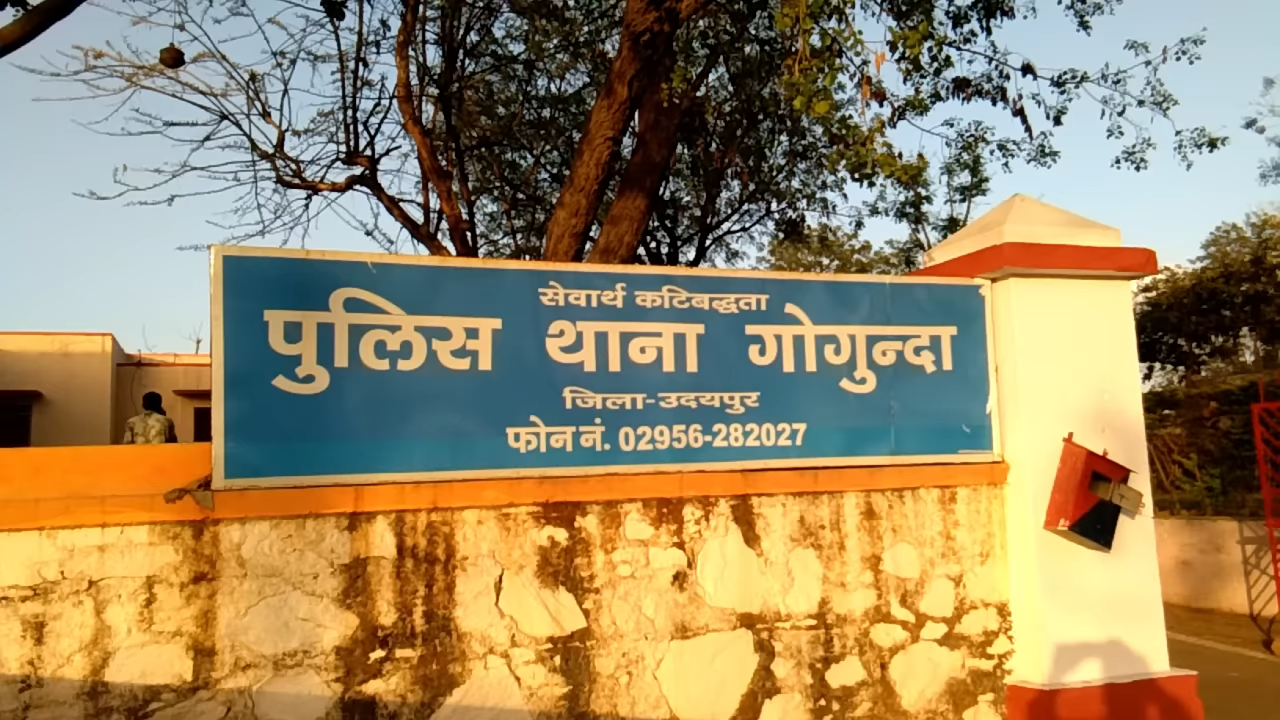 सेवार्थ कटिबद्धता
पुलिस थाना गोगुन्दा
जिला-उदयपुर
फोन नं. 02956-282027